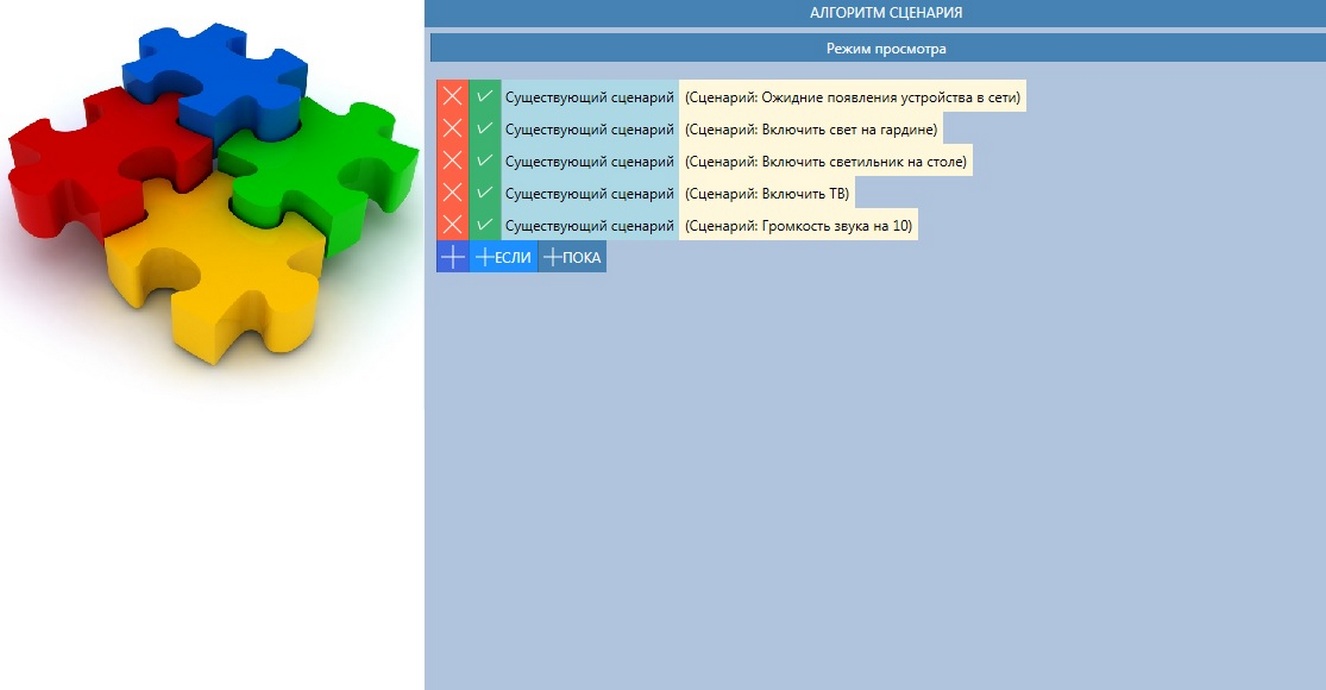 АЛГОРИТМ СЦЕНАРИЯ
Режим просмотра
Существующий сценарий (Сценарий: Ожидние появления устройства в сети)
Существующий сценарий (Сценарий: Включить свет на гардине)
Существующий сценарий (Сценарий: Включить светильник на столе)
Существующий сценарий (Сценарий: Включить ТВ)
Существующий сценарий (Сценарий: Громкость звука на 10)
+ +ЕСЛИ +ПОКА